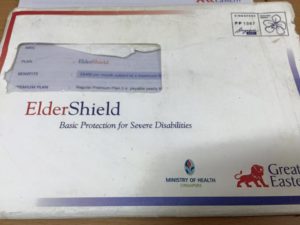 SINGAPORE
PP 1087
PLAN ElderShield
BENEFITS
PREMIUM PLAN Regular Premium Plan
ElderShield
Basic Protection for Severe Disabilities
MINISTRY OF HEALTH
SINGAPORE
Great
Easte